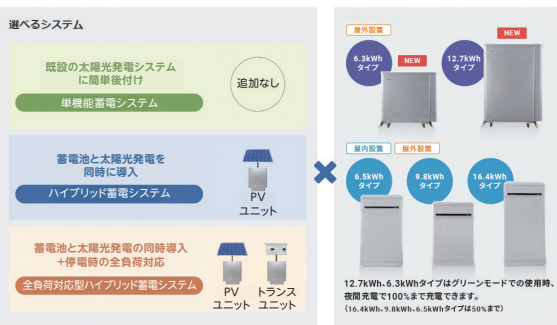 選べるシステム
既設の太陽光発電システム
に簡単後付け
単機能蓄電システム
追加なし
蓄電池と太陽光発電を
同時に導入
ハイブリッド蓄電システム
PV
ユニット
蓄電池と太陽光発電の同時導入
+停電時の全負荷対応
全負荷対応型ハイブリッド蓄電システム
PV
ユニット
トランス
ユニット
屋外設置
6.3kWh
タイプ
NEW
12.7kWh
タイプ
NEW
屋内設置
屋外設置
6.5kWh
タイプ
9.8kWh
タイプ
16.4kWh
タイプ
12.7kWh、6.3kWhタイプはグリーンモードでの使用時、
夜間充電で100%まで充電できます。
(16.4kWh、9.8kWh、6.5kWhタイプは50%まで)